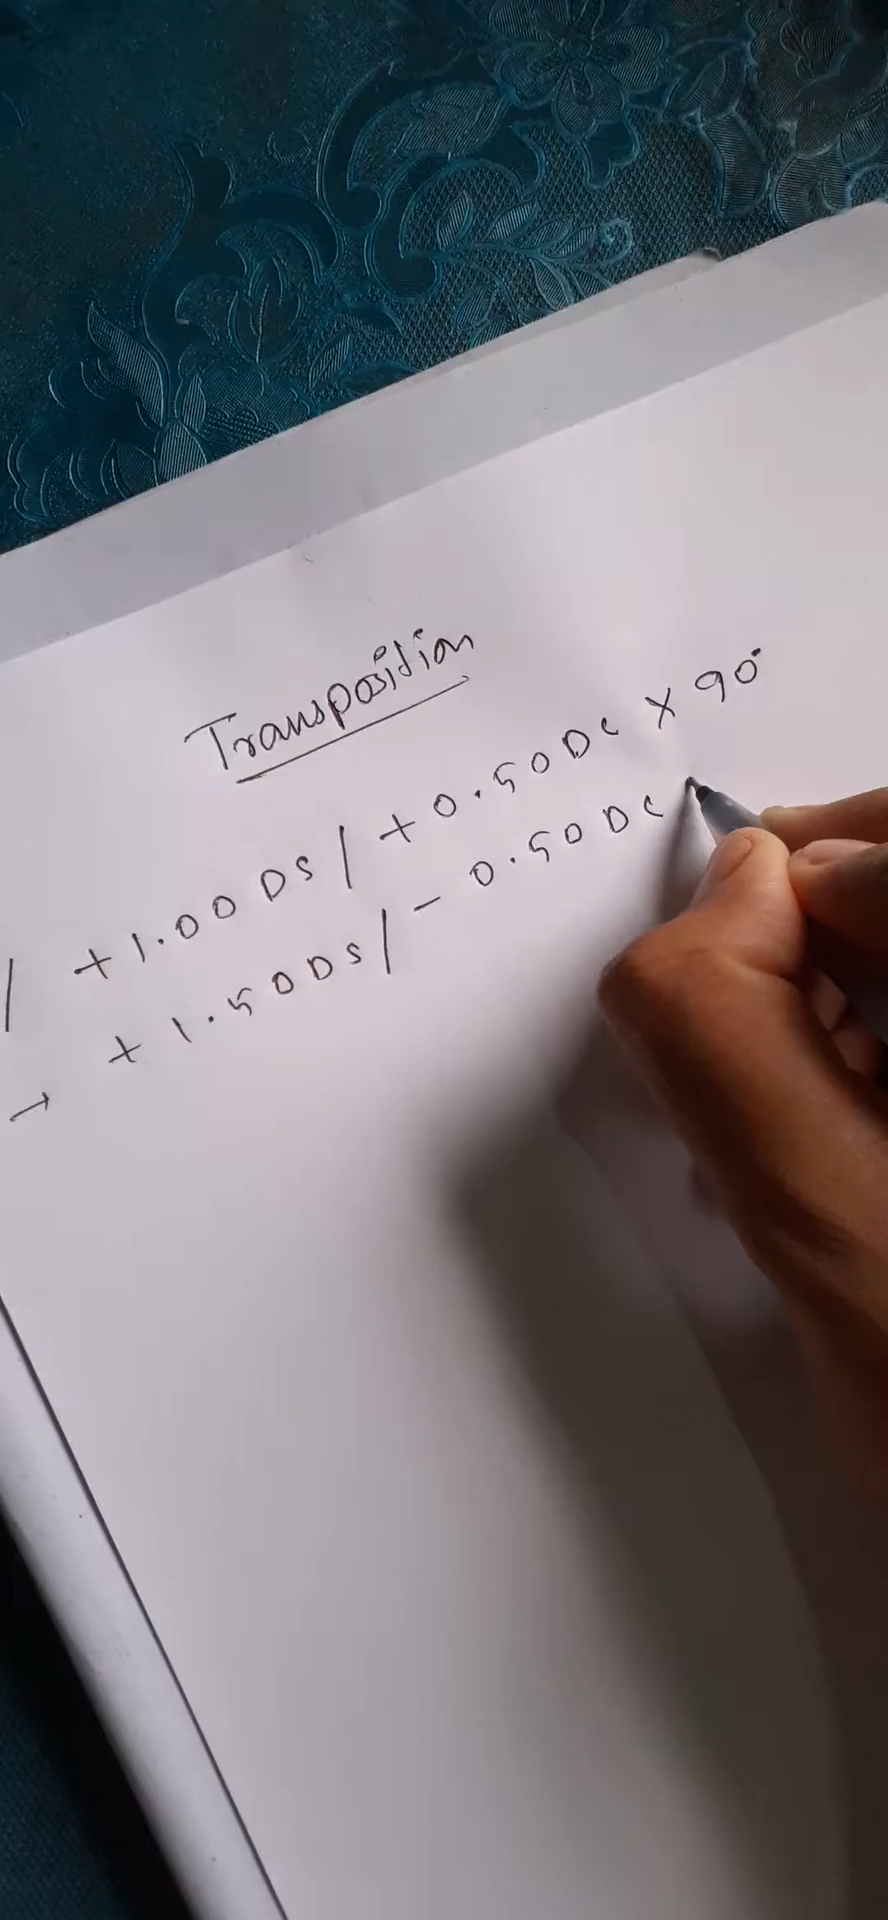 Transposition
/ +1.00 DS / +0.50 DC × 90°
→ +1.50 DS / - 0.50 DC